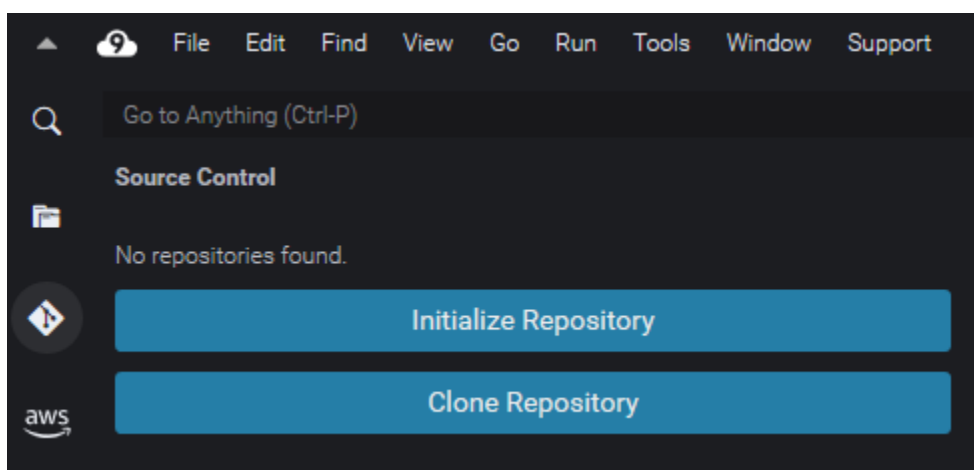 9 File Edit Find View Go Run Tools Window Support
Go to Anything (Ctrl-P)
Source Control
No repositories found.
Initialize Repository
Clone Repository
aws